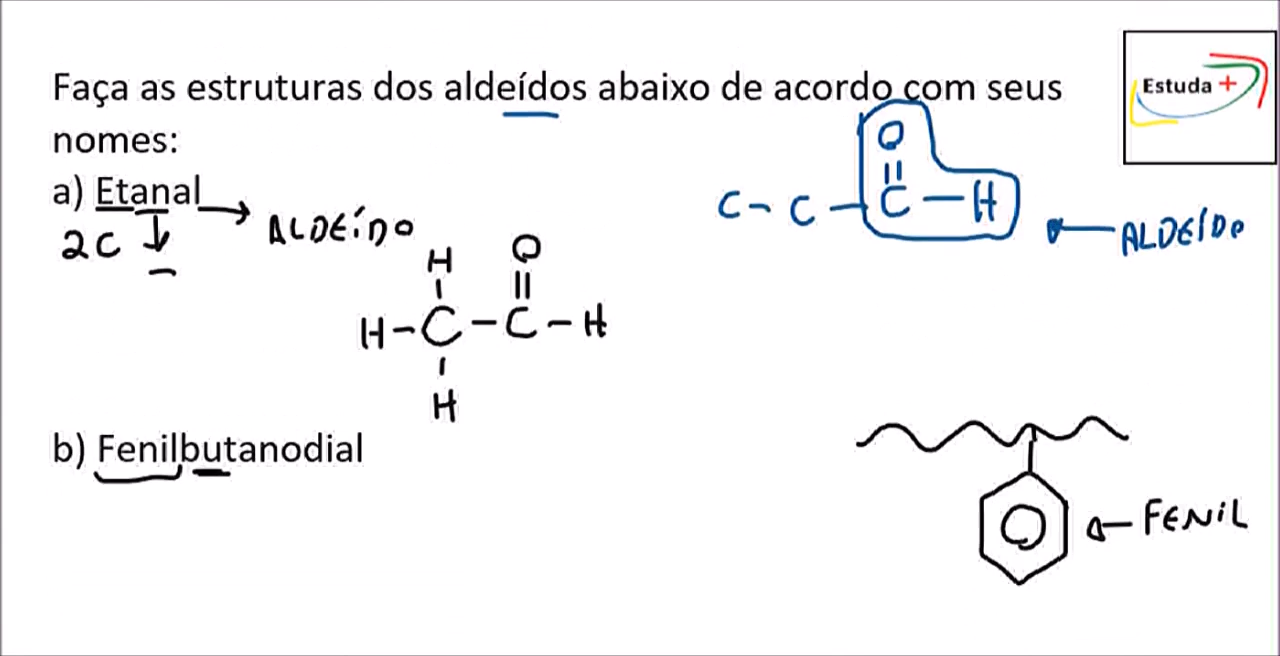 Faça as estruturas dos aldeídos abaixo de acordo com seus
nomes:
Estuda +
a) Etanal
2C
ALDEÍDO
O
C - C - C - H
ALDEÍDO
H O
H - C - C - H
H
b) Fenilbutanodial
FENIL